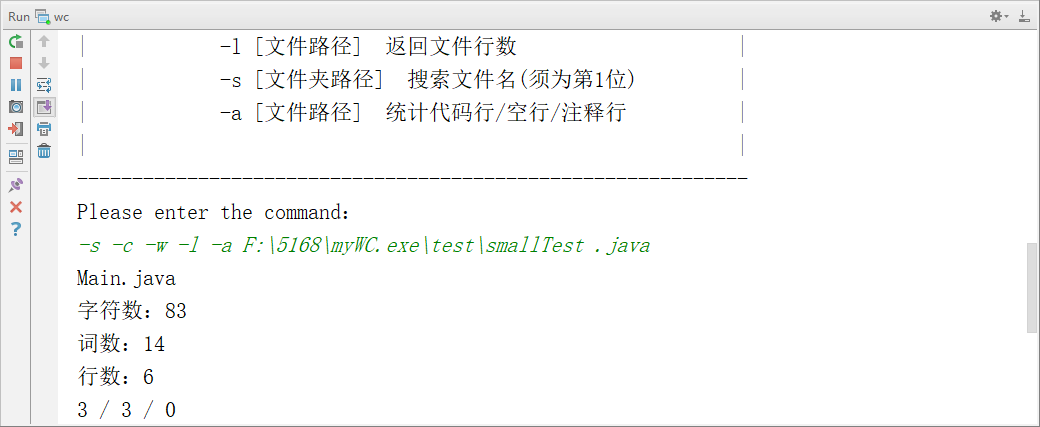 Run wc
| -l [文件路径] 返回文件行数 |
| -s [文件夹路径] 搜索文件名(须为第1位) |
| -a [文件路径] 统计代码行/空行/注释行 |
| |
-------------------------------------------------------------
Please enter the command:
-s -c -w -l -a F:\5168\myWC.exe\test\smallTest .java
Main.java
字符数：83
词数：14
行数：6
3 / 3 / 0